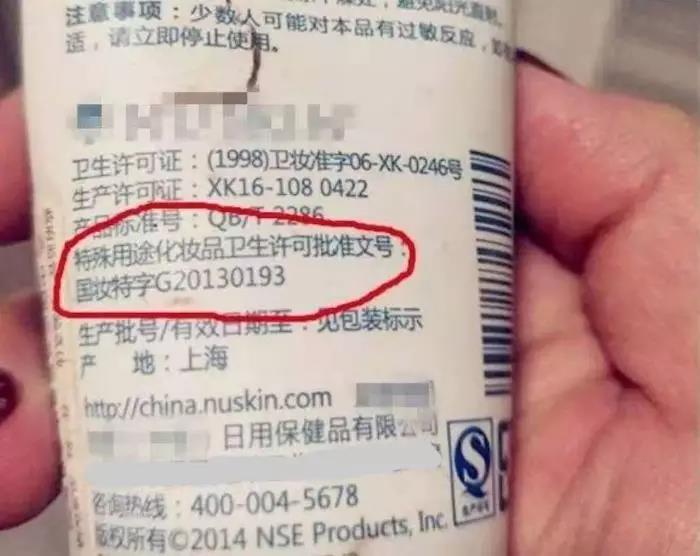 注意事项：少数人可能对本品有过敏反应，如有
适，请立即停止使用。
卫生许可证：(1998)卫妆准字06-XK-0246号
生产许可证：XK16-108 0422
产品标准号：QB/T 2286
特殊用途化妆品卫生许可批准文号：
国妆特字G20130193
生产批号/有效日期至：见包装标示
产 地：上海
http://china.nuskin.com
日用保健品有限公司
咨询热线：400-004-5678
版权所有©2014 NSE Products, Inc.